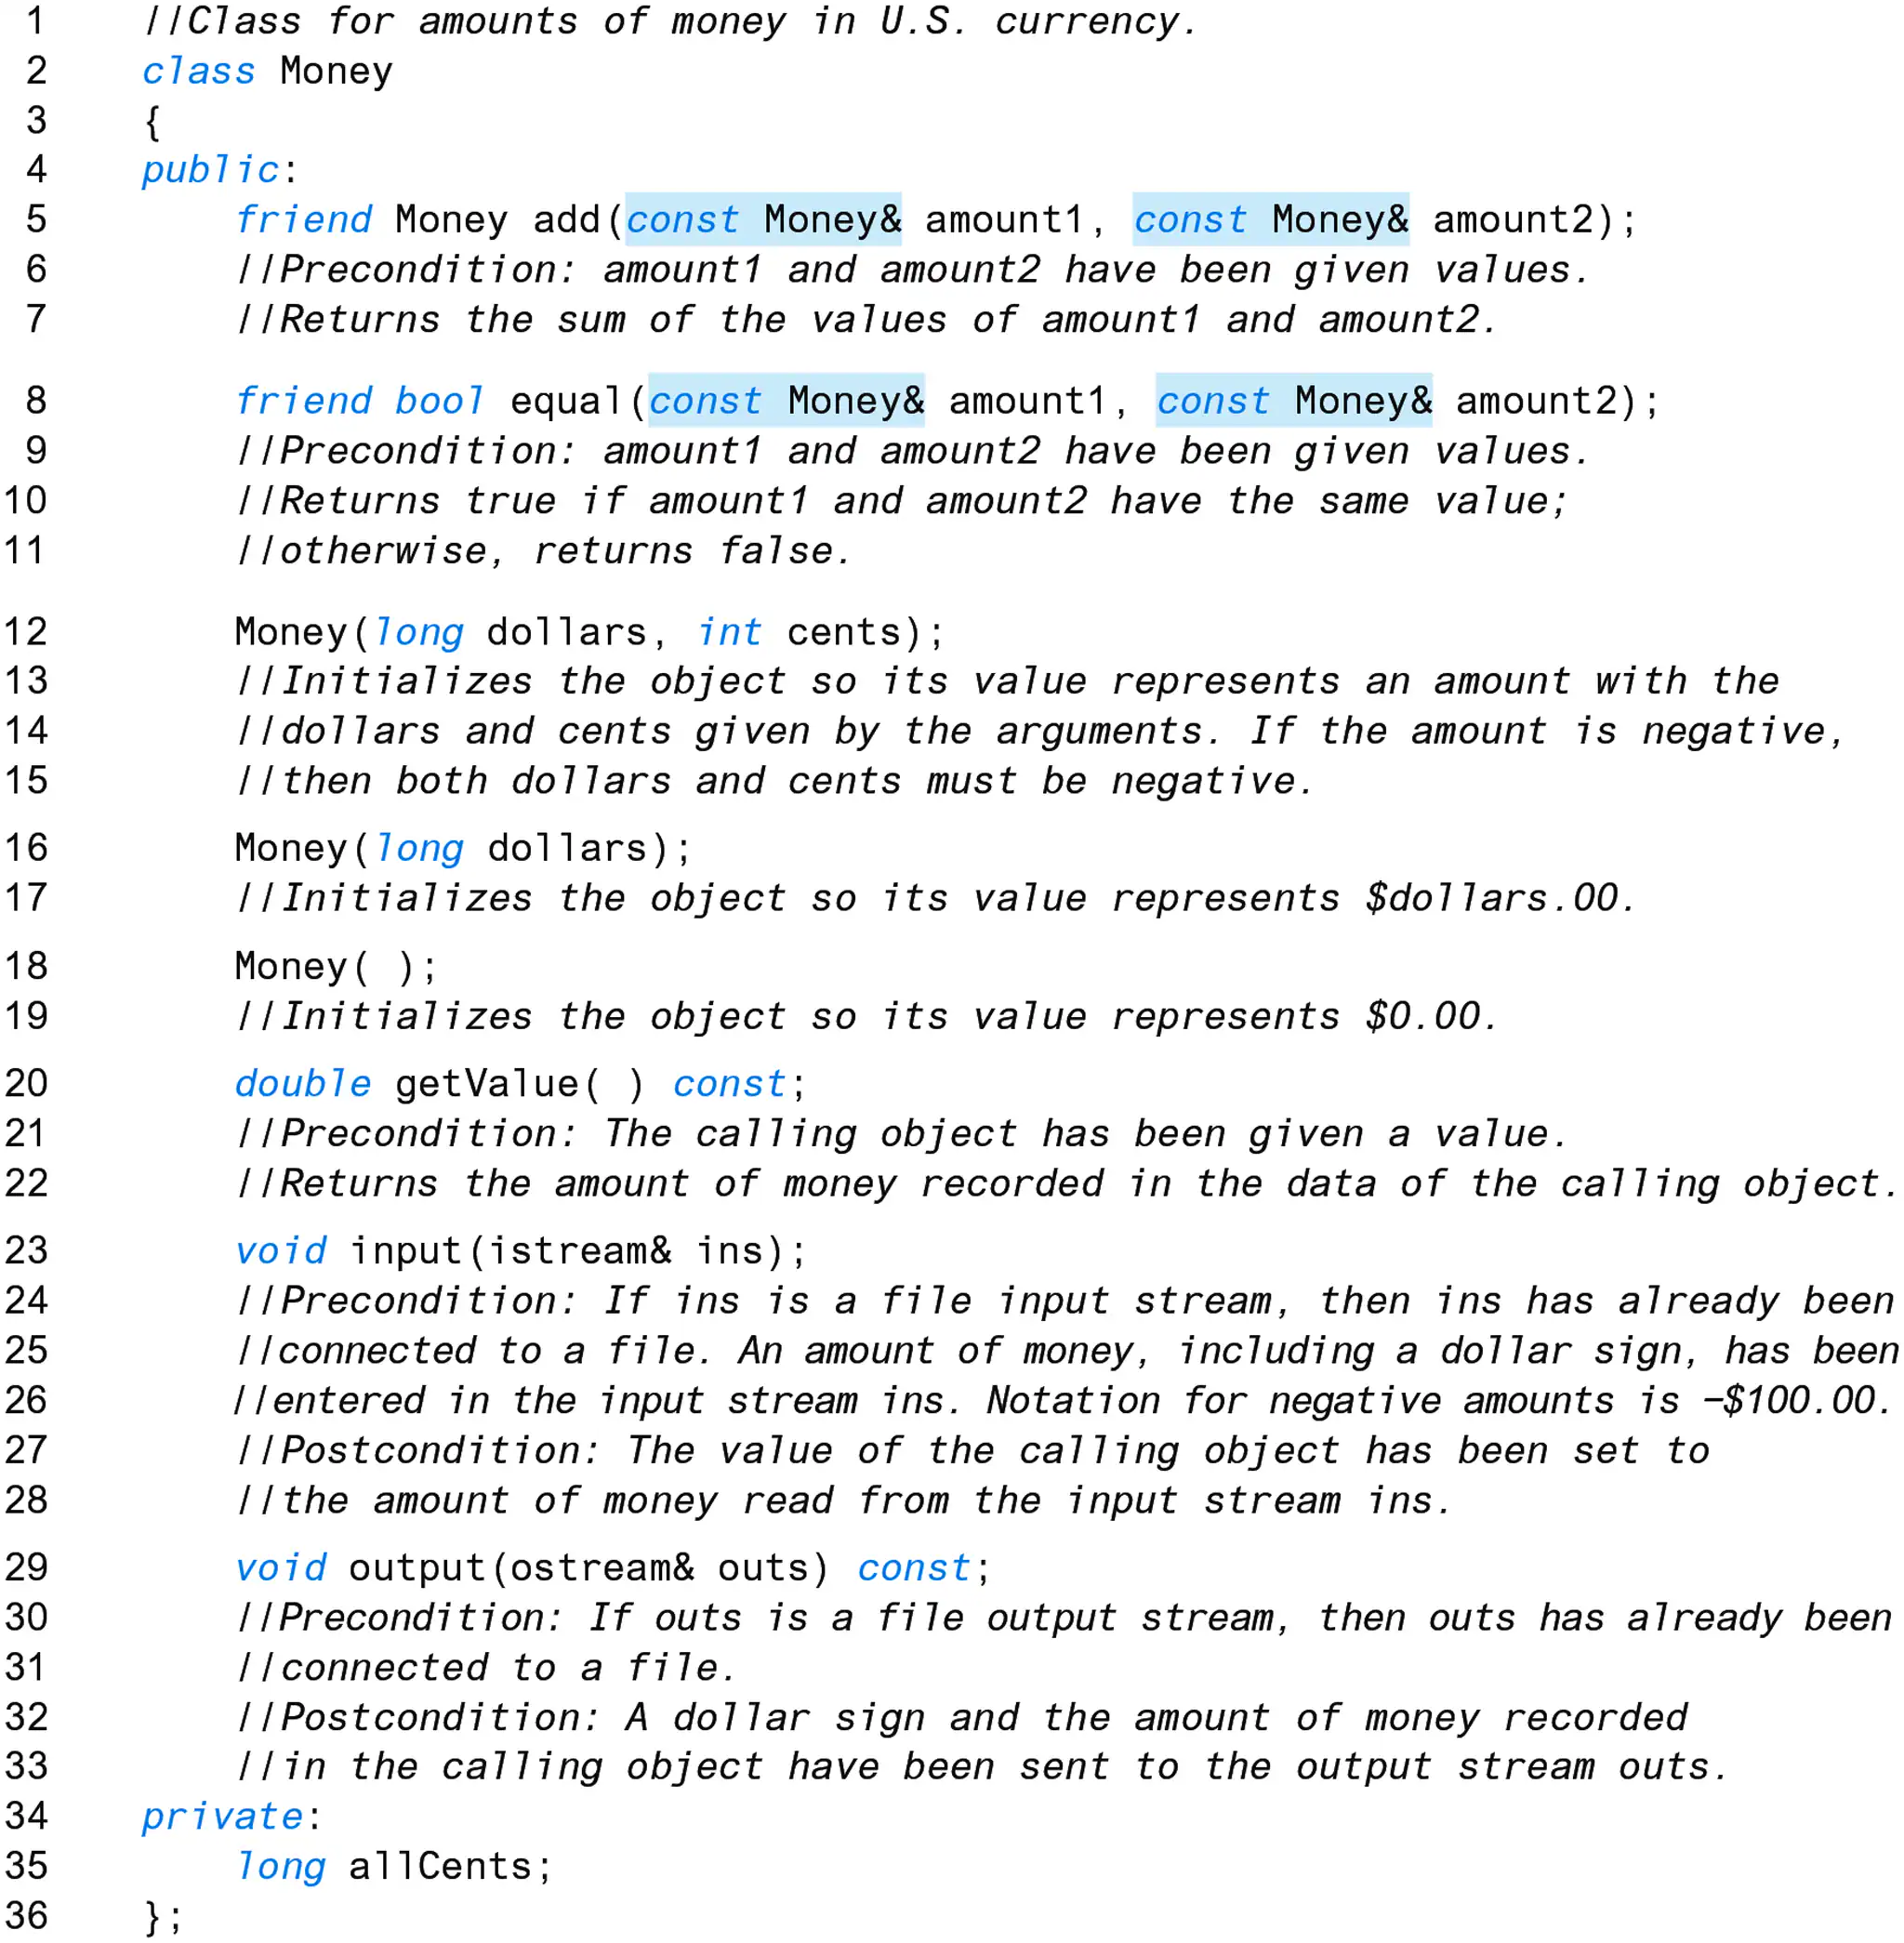 1 //Class for amounts of money in U.S. currency.
2 class Money
3 {
4 public:
5 friend Money add(const Money& amount1, const Money& amount2);
6 //Precondition: amount1 and amount2 have been given values.
7 //Returns the sum of the values of amount1 and amount2.
8 friend bool equal(const Money& amount1, const Money& amount2);
9 //Precondition: amount1 and amount2 have been given values.
10 //Returns true if amount1 and amount2 have the same value;
11 //otherwise, returns false.
12 Money(long dollars, int cents);
13 //Initializes the object so its value represents an amount with the
14 //dollars and cents given by the arguments. If the amount is negative,
15 //then both dollars and cents must be negative.
16 Money(long dollars);
17 //Initializes the object so its value represents $dollars.00.
18 Money( );
19 //Initializes the object so its value represents $0.00.
20 double getValue( ) const;
21 //Precondition: The calling object has been given a value.
22 //Returns the amount of money recorded in the data of the calling object.
23 void input(istream& ins);
24 //Precondition: If ins is a file input stream, then ins has already been
25 //connected to a file. An amount of money, including a dollar sign, has been
26 //entered in the input stream ins. Notation for negative amounts is −$100.00.
27 //Postcondition: The value of the calling object has been set to
28 //the amount of money read from the input stream ins.
29 void output(ostream& outs) const;
30 //Precondition: If outs is a file output stream, then outs has already been
31 //connected to a file.
32 //Postcondition: A dollar sign and the amount of money recorded
33 //in the calling object have been sent to the output stream outs.
34 private:
35 long allCents;
36 };